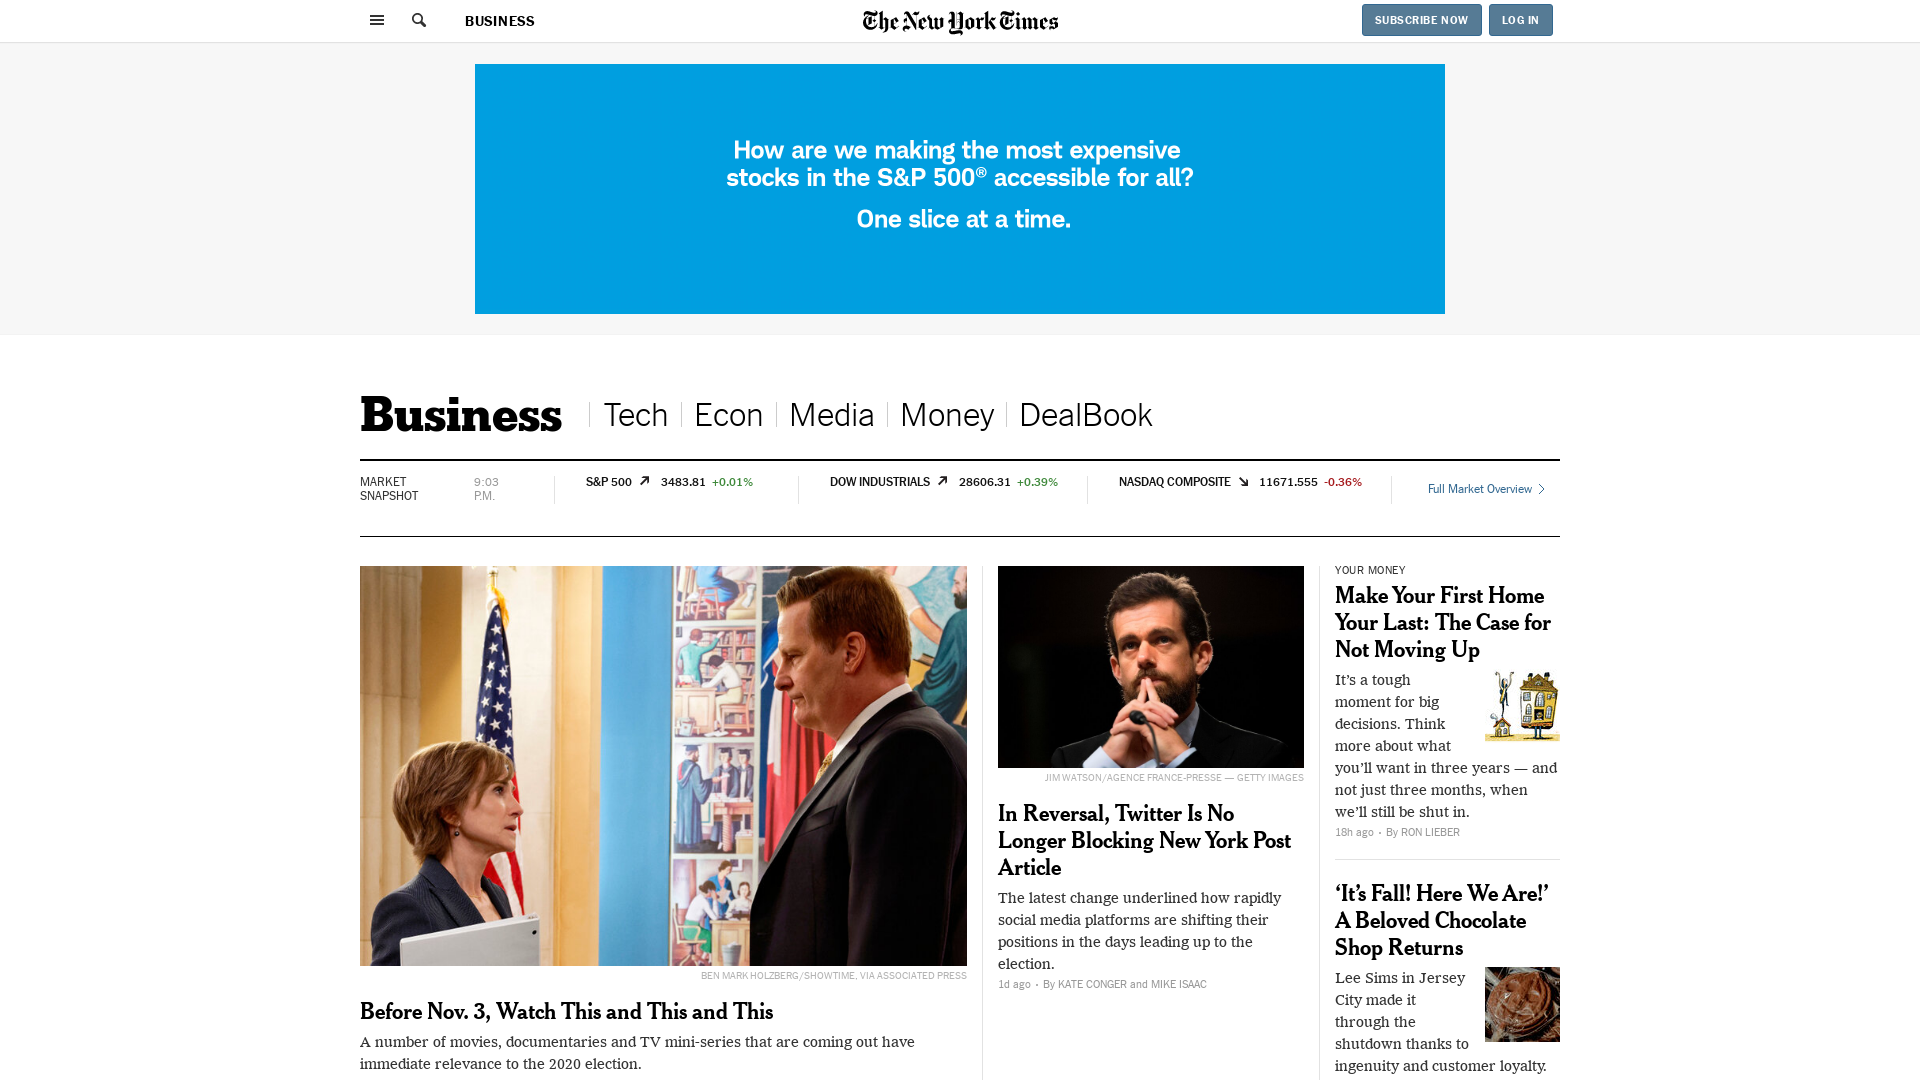 BUSINESS
The New York Times
SUBSCRIBE NOW
LOG IN
How are we making the most expensive
stocks in the S&P 500® accessible for all?
One slice at a time.
Business
Tech
Econ
Media
Money
DealBook
MARKET
SNAPSHOT
9:03
P.M.
S&P 500 3483.81 +0.01%
DOW INDUSTRIALS 28606.31 +0.39%
NASDAQ COMPOSITE 11671.555 -0.36%
Full Market Overview
BEN MARK HOLZBERG/SHOWTIME, VIA ASSOCIATED PRESS
Before Nov. 3, Watch This and This and This
A number of movies, documentaries and TV mini-series that are coming out have
immediate relevance to the 2020 election.
JIM WATSON/AGENCE FRANCE-PRESSE — GETTY IMAGES
In Reversal, Twitter Is No
Longer Blocking New York Post
Article
The latest change underlined how rapidly
social media platforms are shifting their
positions in the days leading up to the
election.
1d ago • By KATE CONGER and MIKE ISAAC
YOUR MONEY
Make Your First Home
Your Last: The Case for
Not Moving Up
It’s a tough
moment for big
decisions. Think
more about what
you’ll want in three years — and
not just three months, when
we’ll still be shut in.
18h ago • By RON LIEBER
‘It’s Fall! Here We Are!’
A Beloved Chocolate
Shop Returns
Lee Sims in Jersey
City made it
through the
shutdown thanks to
ingenuity and customer loyalty.